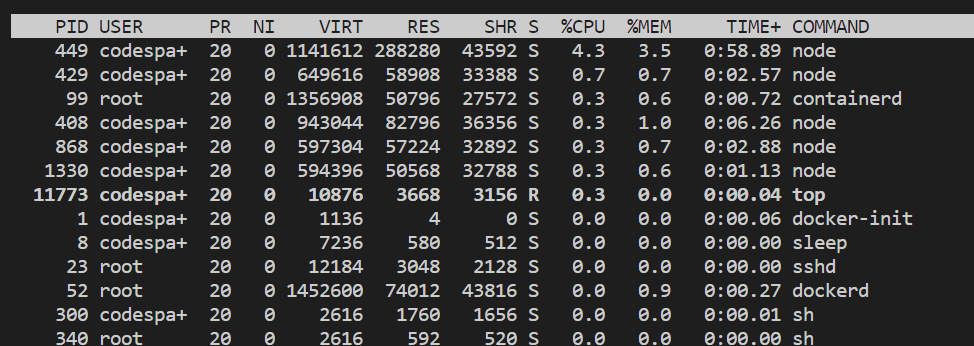 PID USER PR NI VIRT RES SHR S %CPU %MEM TIME+ COMMAND
449 codespa+ 20 0 1141612 288280 43592 S 4.3 3.5 0:58.89 node
429 codespa+ 20 0 649616 58908 33388 S 0.7 0.7 0:02.57 node
99 root 20 0 1356908 50796 27572 S 0.3 0.6 0:00.72 containerd
408 codespa+ 20 0 943044 82796 36356 S 0.3 1.0 0:06.26 node
868 codespa+ 20 0 597304 57224 32892 S 0.3 0.7 0:02.88 node
1330 codespa+ 20 0 594396 50568 32788 S 0.3 0.6 0:01.13 node
11773 codespa+ 20 0 10876 3668 3156 R 0.3 0.0 0:00.04 top
1 codespa+ 20 0 1136 4 0 S 0.0 0.0 0:00.06 docker-init
8 codespa+ 20 0 7236 580 512 S 0.0 0.0 0:00.00 sleep
23 root 20 0 12184 3048 2128 S 0.0 0.0 0:00.00 sshd
52 root 20 0 1452600 74012 43816 S 0.0 0.9 0:00.27 dockerd
300 codespa+ 20 0 2616 1760 1656 S 0.0 0.0 0:00.01 sh
340 root 20 0 2616 592 520 S 0.0 0.0 0:00.00 sh